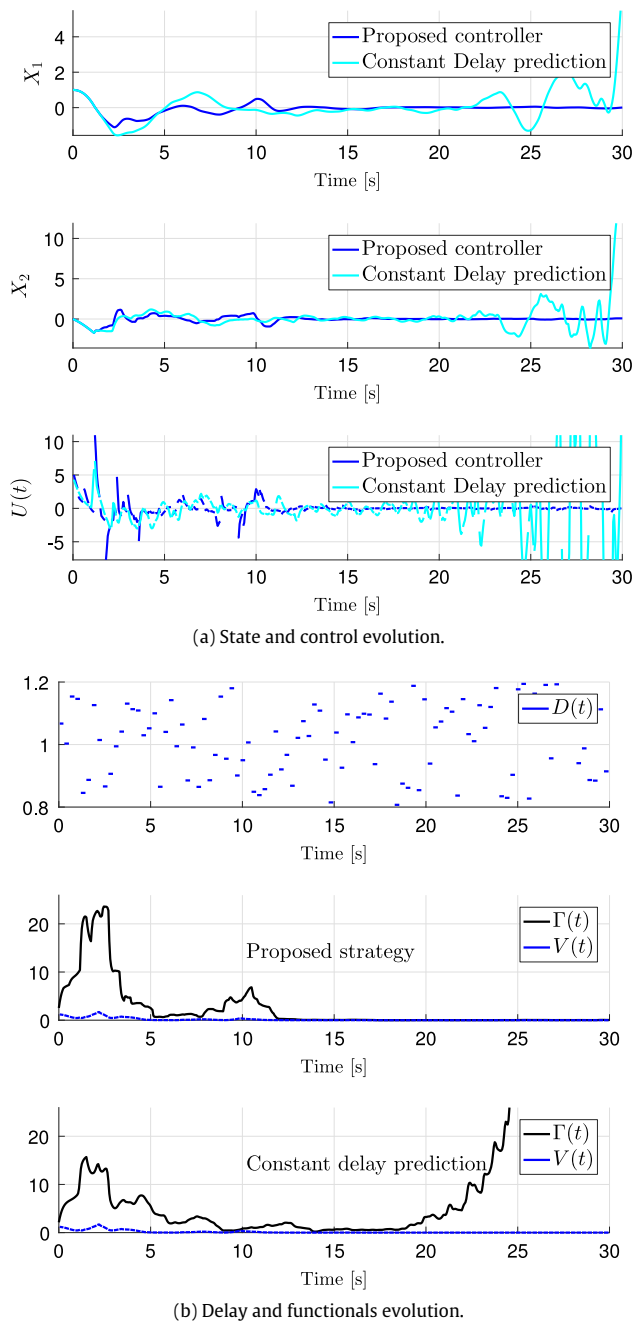 4
2
0
X₁
Proposed controller
Constant Delay prediction
0 5 10 15 20 25 30
Time [s]
10
5
0
X₂
Proposed controller
Constant Delay prediction
0 5 10 15 20 25 30
Time [s]
10
5
0
-5
U(t)
Proposed controller
Constant Delay prediction
0 5 10 15 20 25 30
Time [s]
(a) State and control evolution.
1.2
1
0.8
D(t)
0 5 10 15 20 25 30
Time [s]
20
10
0
Γ(t)
V(t)
Proposed strategy
0 5 10 15 20 25 30
Time [s]
20
10
0
Γ(t)
V(t)
Constant delay prediction
0 5 10 15 20 25 30
Time [s]
(b) Delay and functionals evolution.